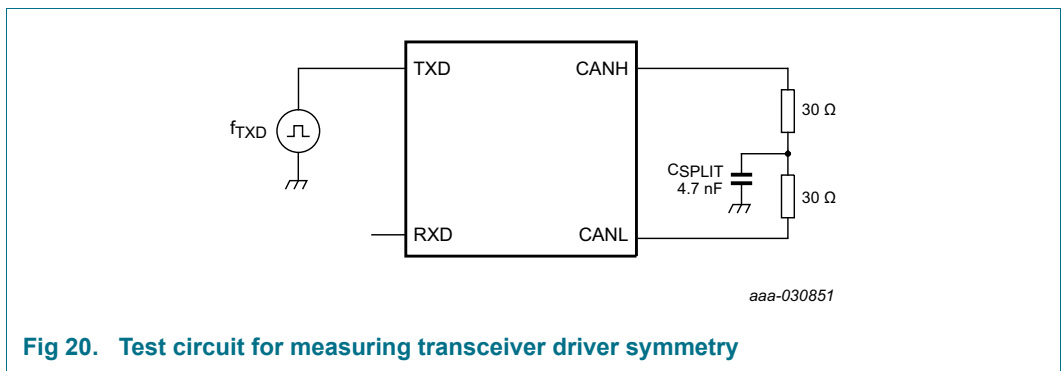 TXD
CANH
30 Ω
fTXD
CSPLIT
4.7 nF
30 Ω
RXD
CANL
aaa-030851
Fig 20. Test circuit for measuring transceiver driver symmetry